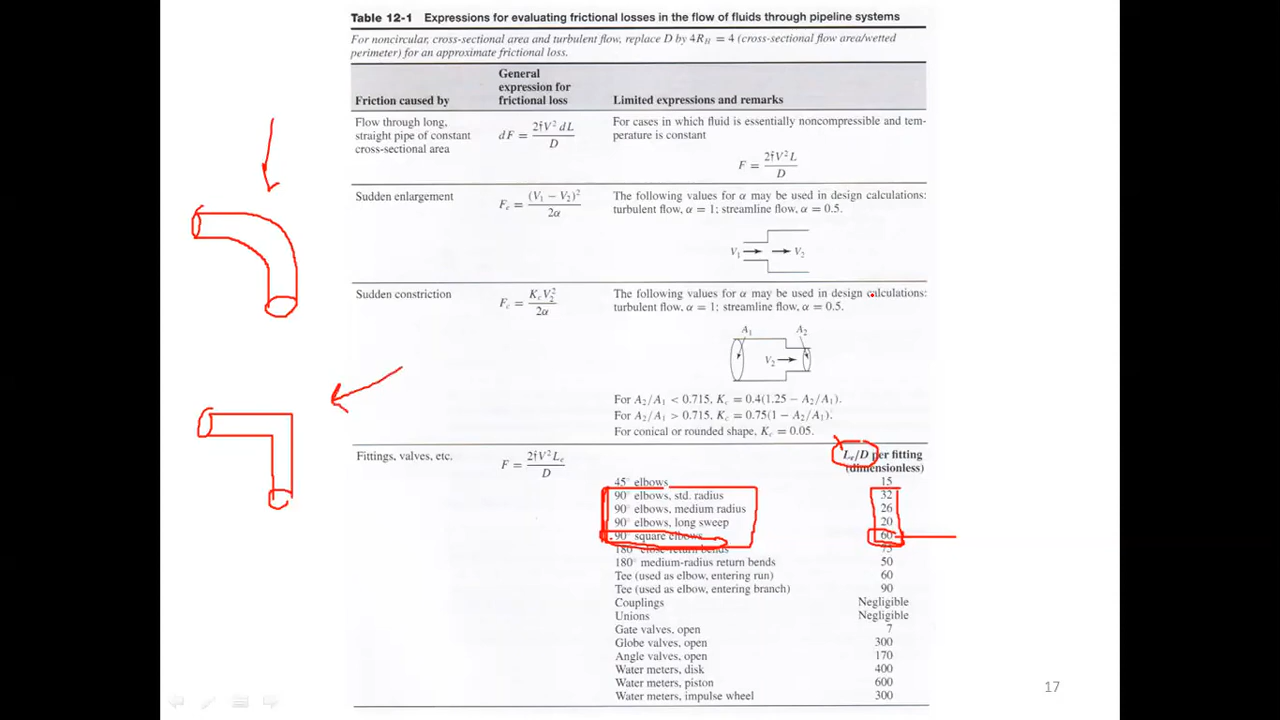 Table 12-1 Expressions for evaluating frictional losses in the flow of fluids through pipeline systems
For noncircular, cross-sectional area and turbulent flow, replace D by 4R_H = 4 (cross-sectional flow area/wetted
perimeter) for an approximate frictional loss.
General
expression for
Friction caused by frictional loss Limited expressions and remarks
Flow through long,
straight pipe of constant
cross-sectional area
dF = 2fV² dL / D
For cases in which fluid is essentially noncompressible and tem-
perature is constant
F = 2fV²L / D
Sudden enlargement
F_e = (V₁ − V₂)² / 2α
The following values for α may be used in design calculations:
turbulent flow, α = 1; streamline flow, α = 0.5.
V₁ V₂
Sudden constriction
F_c = K_c V₂² / 2α
The following values for α may be used in design calculations:
turbulent flow, α = 1; streamline flow, α = 0.5.
A₁ A₂
V₂
For A₂/A₁ < 0.715, K_c = 0.4(1.25 − A₂/A₁).
For A₂/A₁ > 0.715, K_c = 0.75(1 − A₂/A₁).
For conical or rounded shape, K_c = 0.05.
Fittings, valves, etc.
F = 2fV²L_e / D
L_e/D per fitting
(dimensionless)
45° elbows 15
90° elbows, std. radius 32
90° elbows, medium radius 26
90° elbows, long sweep 20
90° square elbows 60
180° close return bends 75
180° medium-radius return bends 50
Tee (used as elbow, entering run) 60
Tee (used as elbow, entering branch) 90
Couplings Negligible
Unions Negligible
Gate valves, open 7
Globe valves, open 300
Angle valves, open 170
Water meters, disk 400
Water meters, piston 600
Water meters, impulse wheel 300
17